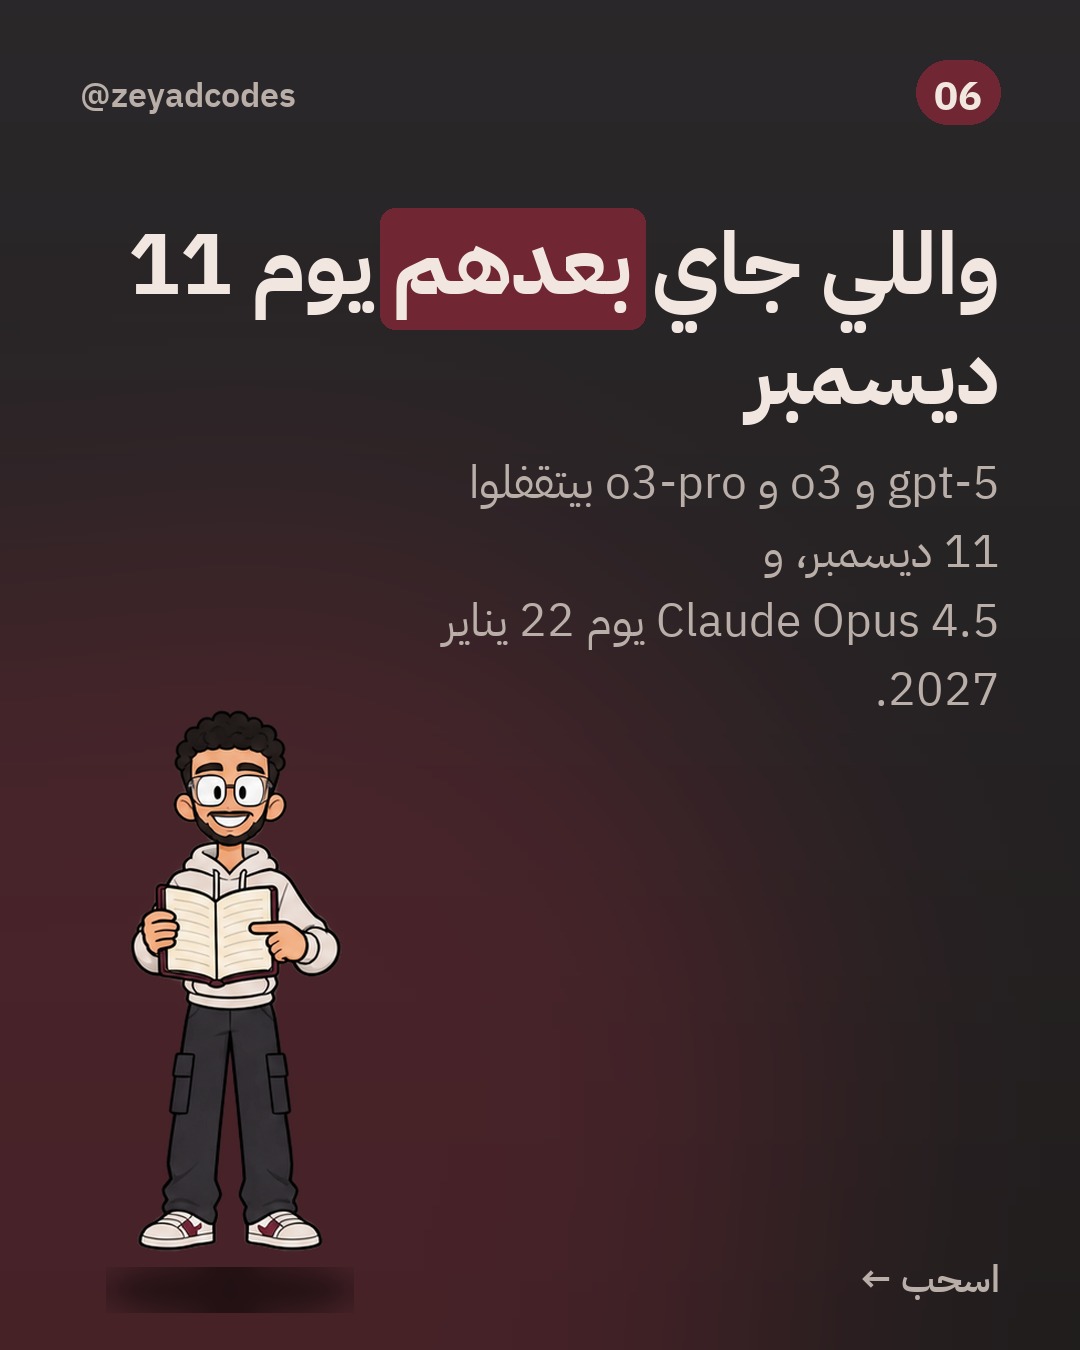 @zeyadcodes
06
واللي جاي بعدهم يوم 11
ديسمبر
gpt-5 و o3 و o3-pro بيتقفلوا
11 ديسمبر، و
Claude Opus 4.5 يوم 22 يناير
2027.
اسحب ←